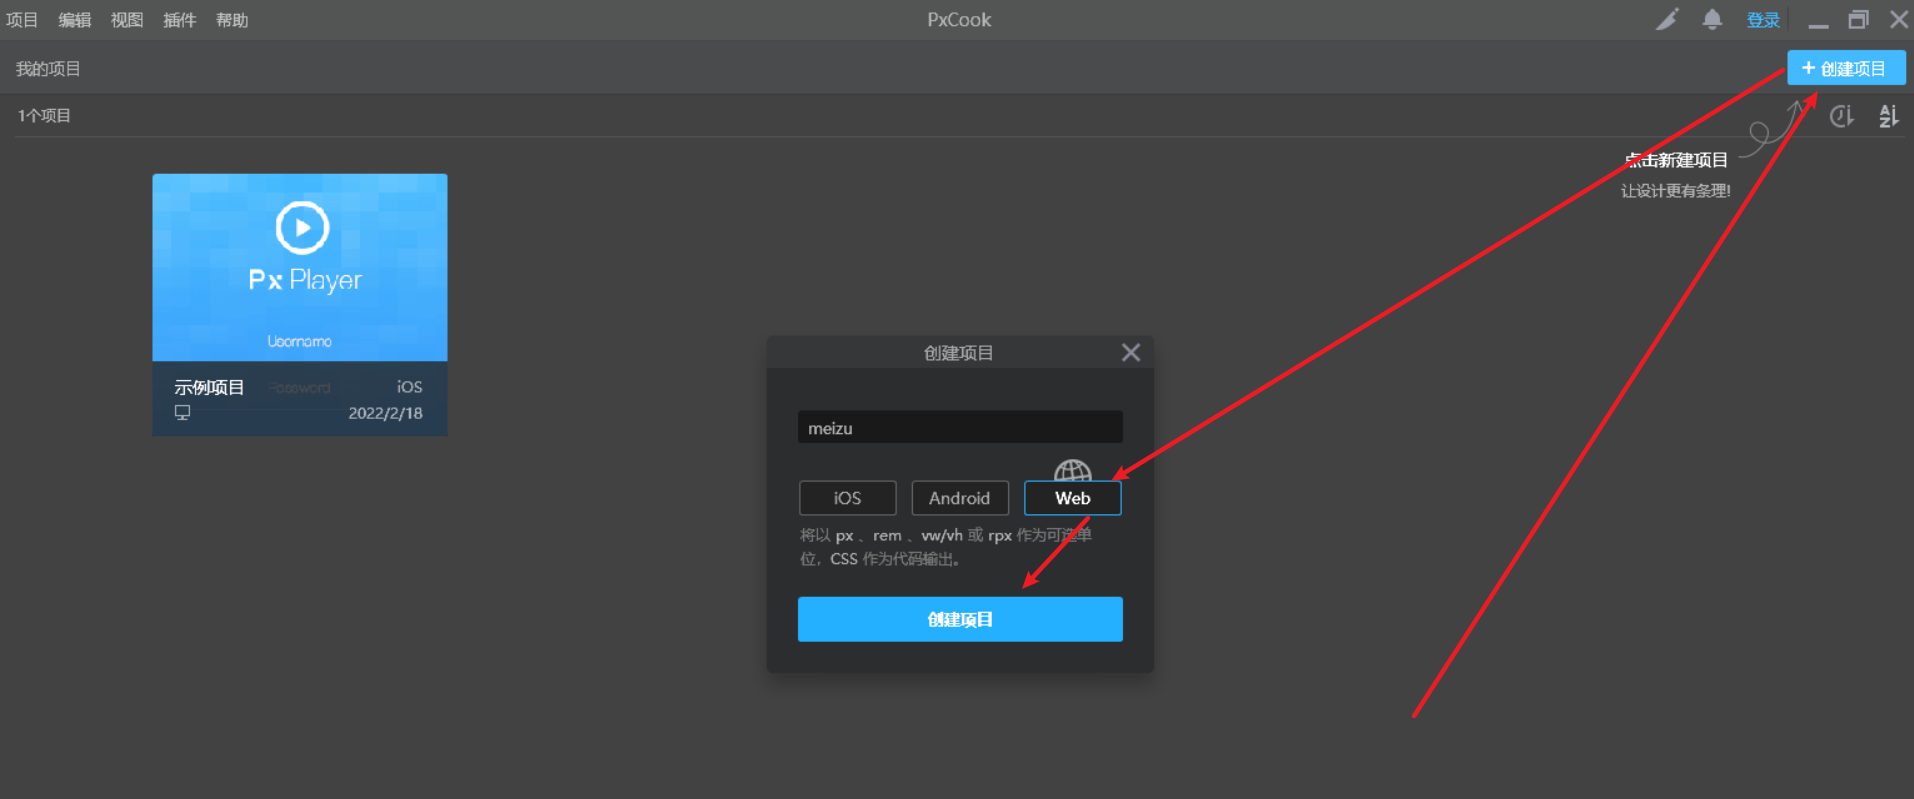 项目 编辑 视图 插件 帮助 PxCook 登录
我的项目 + 创建项目
1个项目
点击新建项目
让设计更有条理!
Px Player
Username
示例项目 Password iOS
2022/2/18
创建项目
meizu
iOS Android Web
将以 px 、rem 、vw/vh 或 rpx 作为可选单
位，CSS 作为代码输出。
创建项目